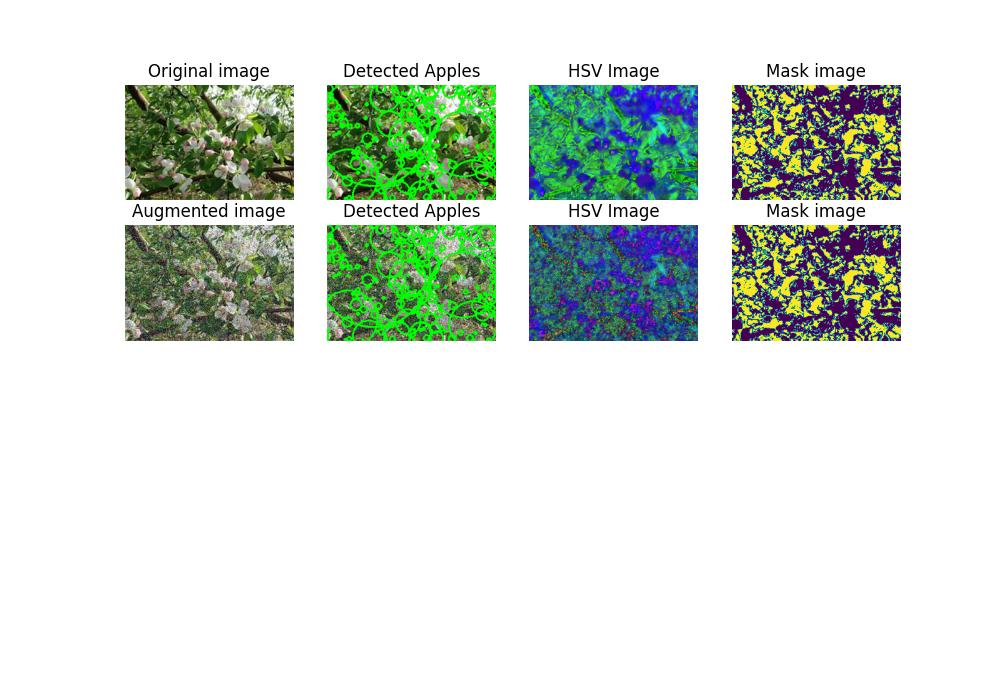 Original image
Detected Apples
HSV Image
Mask image
Augmented image
Detected Apples
HSV Image
Mask image